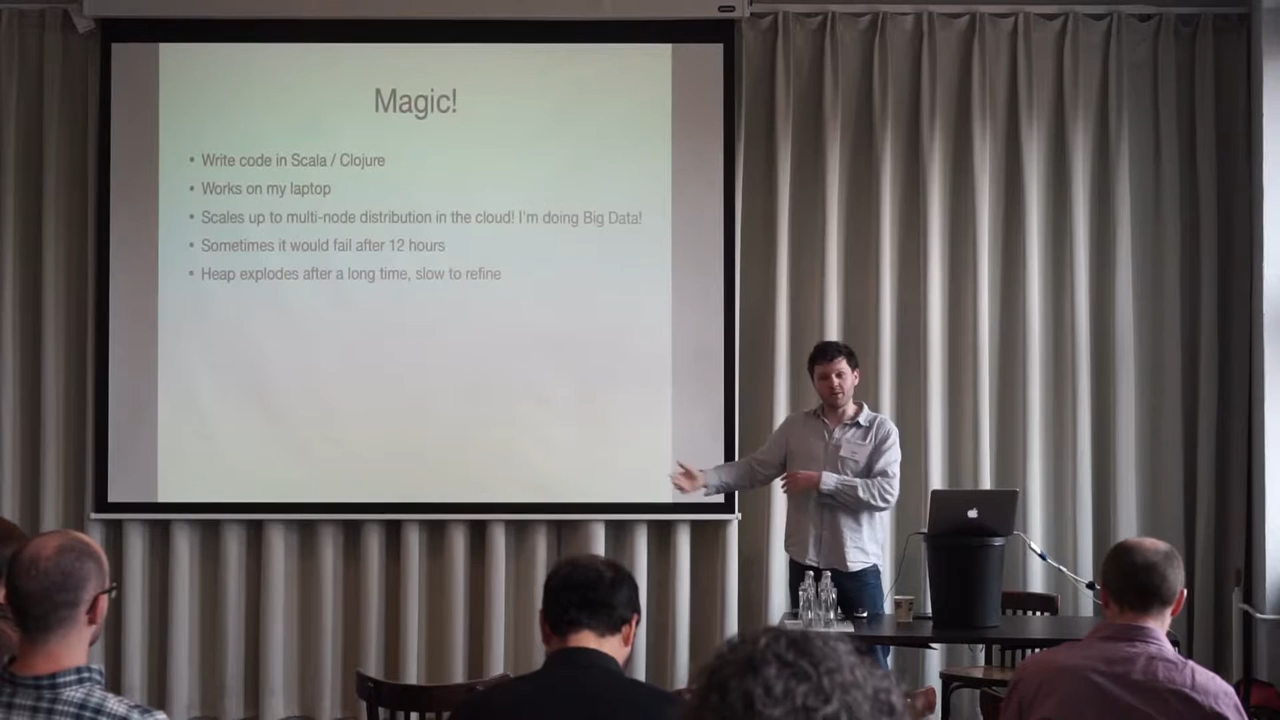 Magic!
• Write code in Scala / Clojure
• Works on my laptop
• Scales up to multi-node distribution in the cloud! I'm doing Big Data!
• Sometimes it would fail after 12 hours
• Heap explodes after a long time, slow to refine